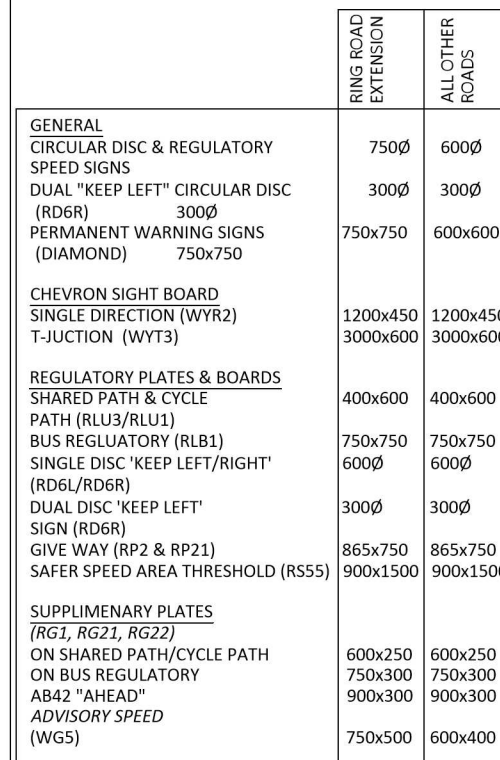 RING ROAD EXTENSION ALL OTHER ROADS
GENERAL
CIRCULAR DISC & REGULATORY 750Ø 600Ø
SPEED SIGNS
DUAL "KEEP LEFT" CIRCULAR DISC 300Ø 300Ø
(RD6R) 300Ø
PERMANENT WARNING SIGNS 750x750 600x600
(DIAMOND) 750x750
CHEVRON SIGHT BOARD
SINGLE DIRECTION (WYR2) 1200x450 1200x450
T-JUCTION (WYT3) 3000x600 3000x600
REGULATORY PLATES & BOARDS
SHARED PATH & CYCLE 400x600 400x600
PATH (RLU3/RLU1)
BUS REGLUATORY (RLB1) 750x750 750x750
SINGLE DISC 'KEEP LEFT/RIGHT' 600Ø 600Ø
(RD6L/RD6R)
DUAL DISC 'KEEP LEFT' 300Ø 300Ø
SIGN (RD6R)
GIVE WAY (RP2 & RP21) 865x750 865x750
SAFER SPEED AREA THRESHOLD (RS55) 900x1500 900x1500
SUPPLIMENARY PLATES
(RG1, RG21, RG22)
ON SHARED PATH/CYCLE PATH 600x250 600x250
ON BUS REGULATORY 750x300 750x300
AB42 "AHEAD" 900x300 900x300
ADVISORY SPEED
(WG5) 750x500 600x400